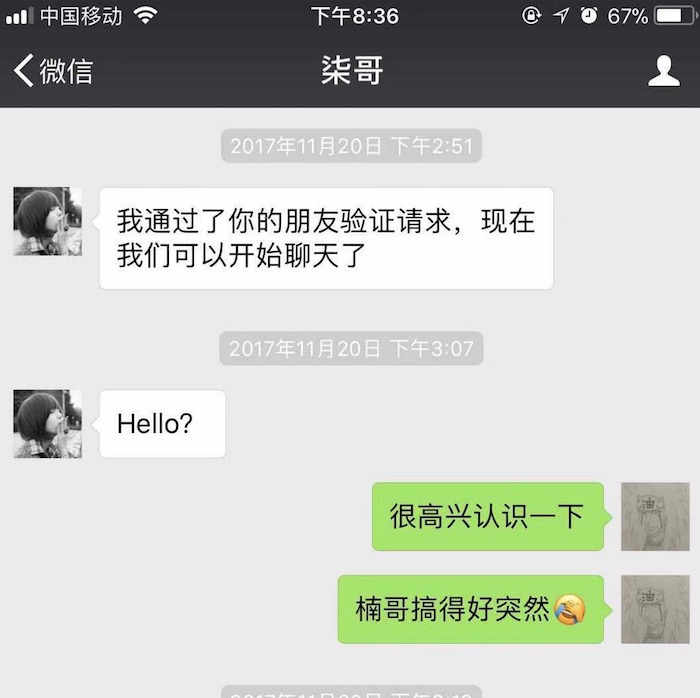 中国移动 下午8:36 67%
微信 柒哥
2017年11月20日 下午2:51
我通过了你的朋友验证请求，现在
我们可以开始聊天了
2017年11月20日 下午3:07
Hello?
很高兴认识一下
楠哥搞得好突然😂